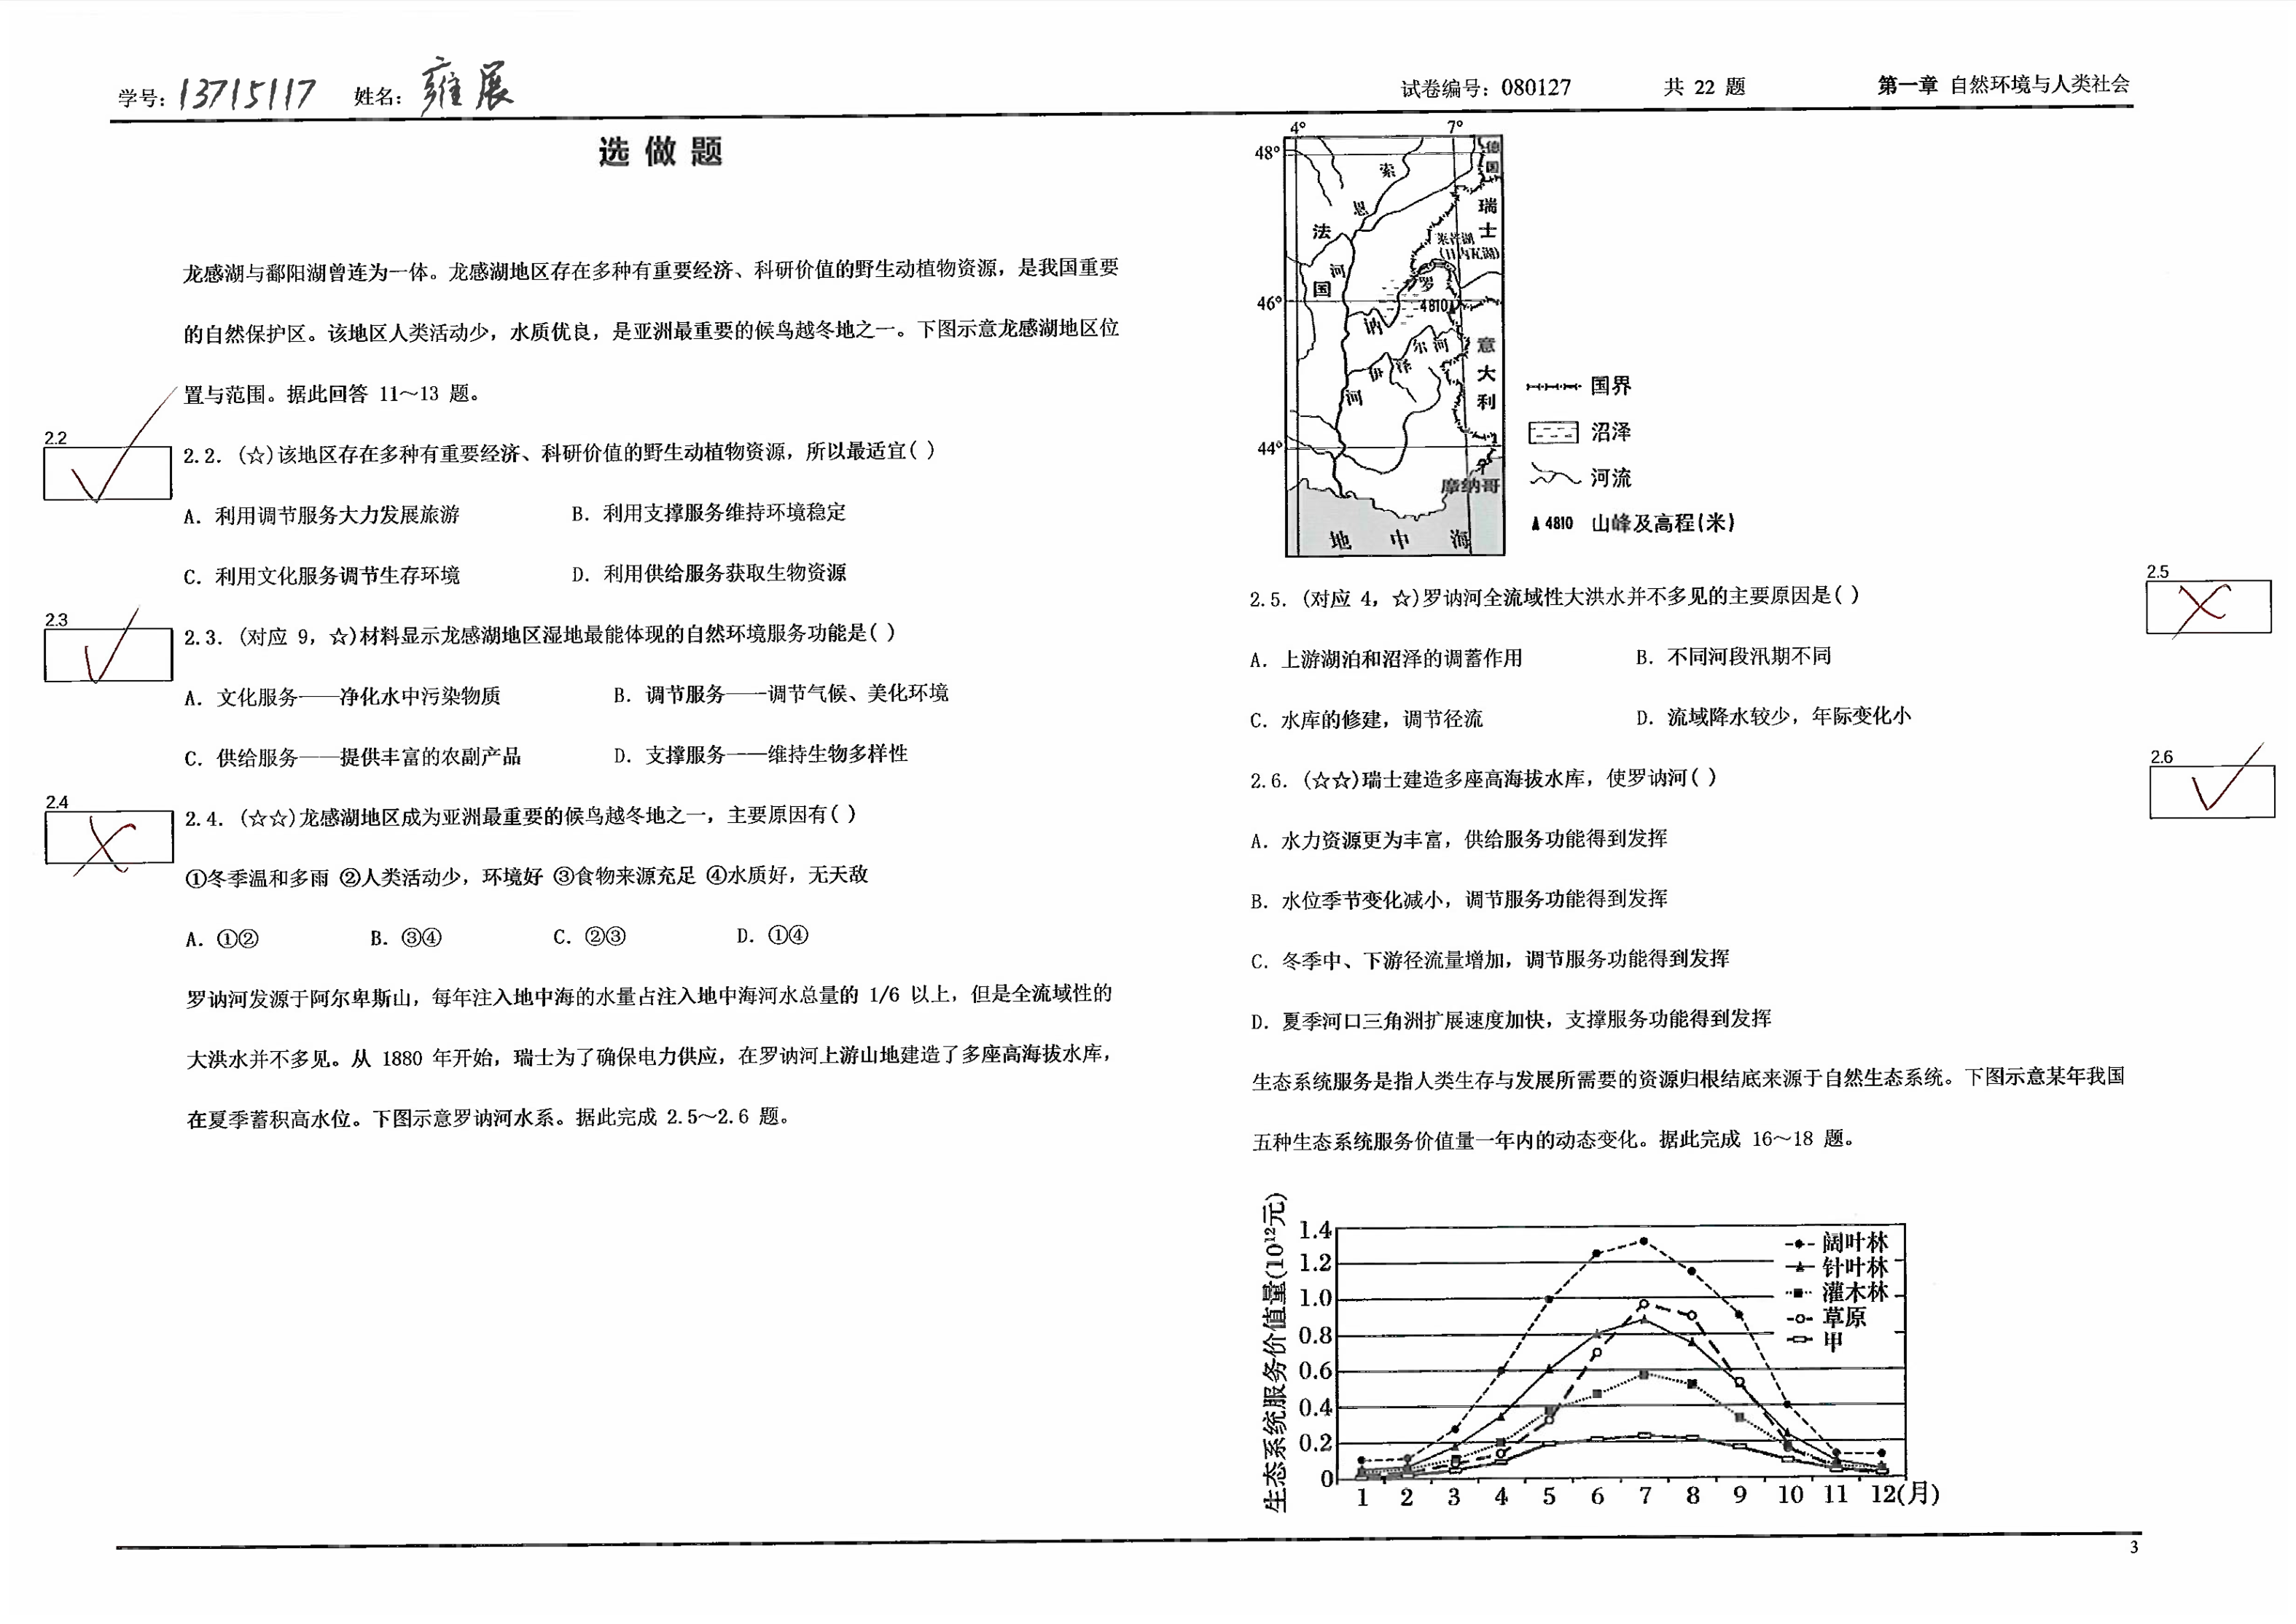 学号: 13715117 姓名: 雍展
试卷编号: 080127 共 22 题 第一章 自然环境与人类社会
选做题
龙感湖与鄱阳湖曾连为一体。龙感湖地区存在多种有重要经济、科研价值的野生动植物资源，是我国重要
的自然保护区。该地区人类活动少，水质优良，是亚洲最重要的候鸟越冬地之一。下图示意龙感湖地区位
置与范围。据此回答 11～13 题。
2.2
2.2. (☆)该地区存在多种有重要经济、科研价值的野生动植物资源，所以最适宜( )
A. 利用调节服务大力发展旅游 B. 利用支撑服务维持环境稳定
C. 利用文化服务调节生存环境 D. 利用供给服务获取生物资源
2.3
2.3. (对应 9, ☆)材料显示龙感湖地区湿地最能体现的自然环境服务功能是( )
A. 文化服务——净化水中污染物质 B. 调节服务——调节气候、美化环境
C. 供给服务——提供丰富的农副产品 D. 支撑服务——维持生物多样性
2.4
2.4. (☆☆)龙感湖地区成为亚洲最重要的候鸟越冬地之一，主要原因有( )
①冬季温和多雨 ②人类活动少，环境好 ③食物来源充足 ④水质好，无天敌
A. ①② B. ③④ C. ②③ D. ①④
罗讷河发源于阿尔卑斯山，每年注入地中海的水量占注入地中海河水总量的 1/6 以上，但是全流域性的
大洪水并不多见。从 1880 年开始，瑞士为了确保电力供应，在罗讷河上游山地建造了多座高海拔水库，
在夏季蓄积高水位。下图示意罗讷河水系。据此完成 2.5～2.6 题。
4° 7°
48°
46°
44°
德国
瑞士
法国
索恩河
罗讷河
4810
伊泽尔河
意大利
摩纳哥
地中海
国界
沼泽
河流
▲4810 山峰及高程(米)
2.5
2.5. (对应 4, ☆)罗讷河全流域性大洪水并不多见的主要原因是( )
A. 上游湖泊和沼泽的调蓄作用 B. 不同河段汛期不同
C. 水库的修建，调节径流 D. 流域降水较少，年际变化小
2.6
2.6. (☆☆)瑞士建造多座高海拔水库，使罗讷河( )
A. 水力资源更为丰富，供给服务功能得到发挥
B. 水位季节变化减小，调节服务功能得到发挥
C. 冬季中、下游径流量增加，调节服务功能得到发挥
D. 夏季河口三角洲扩展速度加快，支撑服务功能得到发挥
生态系统服务是指人类生存与发展所需要的资源归根结底来源于自然生态系统。下图示意某年我国
五种生态系统服务价值量一年内的动态变化。据此完成 16～18 题。
生态系统服务价值量(10¹²元)
1.4
1.2
1.0
0.8
0.6
0.4
0.2
0
阔叶林
针叶林
灌木林
草原
甲
1 2 3 4 5 6 7 8 9 10 11 12(月)
3